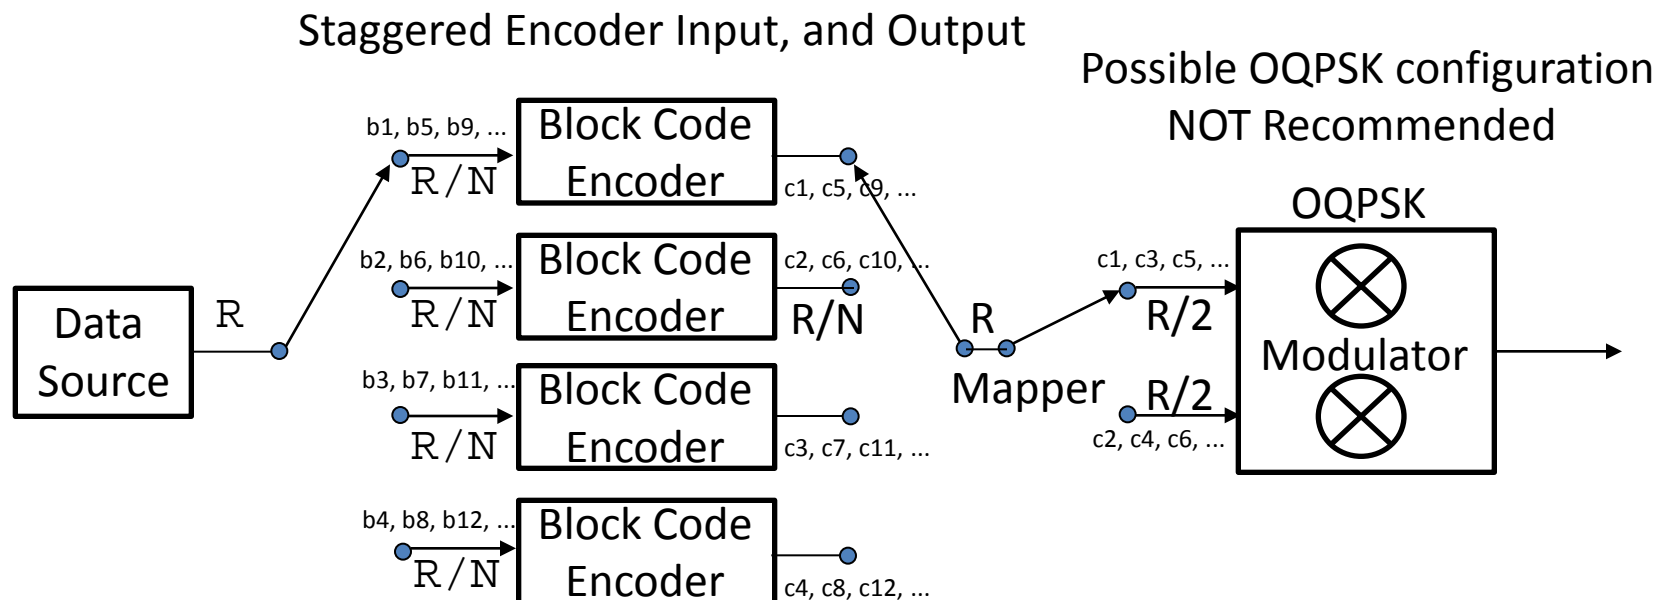 Staggered Encoder Input, and Output
Possible OQPSK configuration
NOT Recommended
Data
Source
R
b1, b5, b9, ...
R/N
Block Code
Encoder
c1, c5, c9, ...
b2, b6, b10, ...
R/N
Block Code
Encoder
c2, c6, c10, ...
R/N
b3, b7, b11, ...
R/N
Block Code
Encoder
c3, c7, c11, ...
b4, b8, b12, ...
R/N
Block Code
Encoder
c4, c8, c12, ...
R
Mapper
c1, c3, c5, ...
R/2
R/2
c2, c4, c6, ...
OQPSK
Modulator